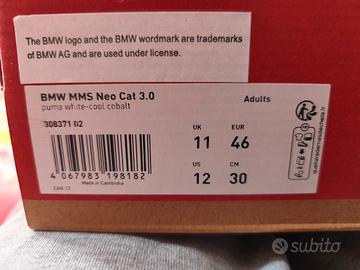 The BMW logo and the BMW wordmark are trademarks
of BMW AG and are used under license.
BMW MMS Neo Cat 3.0
Adults
puma white-cool cobalt
308371 02
UK
EUR
11
46
US
CM
12
30
4 067983 198182
Made in Cambodia
subito